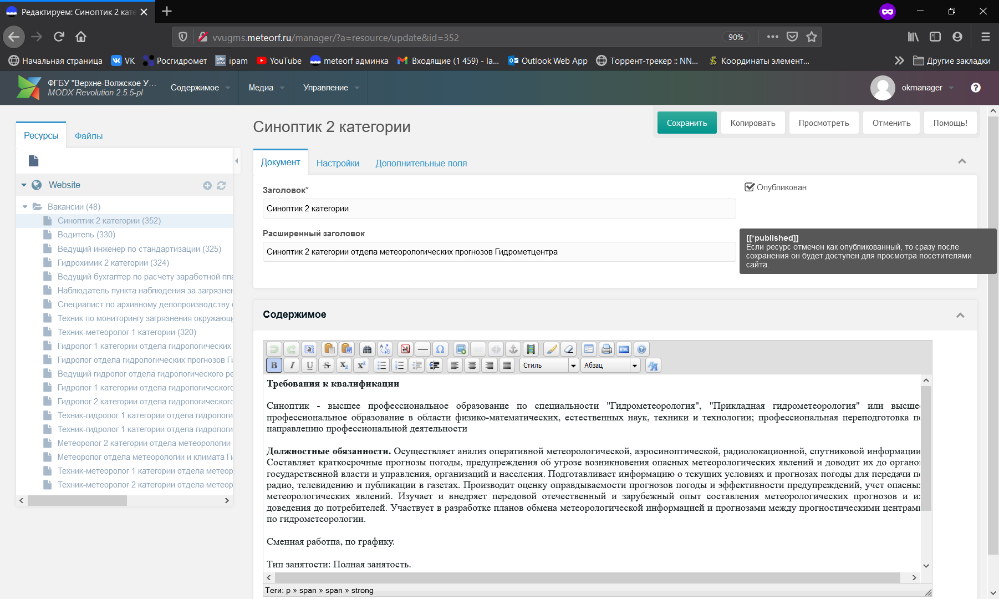 Редактируем: Синоптик 2 кате
vvugms.meteorf.ru/manager/?a=resource/update&id=352
90%
Начальная страница
VK
Росгидромет
ipam
YouTube
meteorf админка
Входящие (1 459) - la...
Outlook Web App
Торрент-трекер :: NN...
Координаты элемент...
Другие закладки
ФГБУ "Верхне-Волжское У...
MODX Revolution 2.5.5-pl
Содержимое
Медиа
Управление
okmanager
Ресурсы
Файлы
Website
Вакансии (48)
Синоптик 2 категории (352)
Водитель (330)
Ведущий инженер по стандартизации (325)
Гидрохимик 2 категории (324)
Ведущий бухгалтер по расчету заработной пла
Наблюдатель пункта наблюдения за загрязнен
Специалист по архивному делопроизводству (
Техник по мониторингу загрязнения окружающ
Техник-метеоролог 1 категории (320)
Гидролог 1 категории отдела гидрологических
Гидролог отдела гидрологических прогнозов Г
Ведущий гидролог отдела гидрологического ре
Гидролог 1 категории отдела гидрологического
Гидролог 2 категории отдела гидрологического
Техник-гидролог 1 категории отдела гидрологи
Техник-гидролог 1 категории отдела гидрологи
Метеоролог 2 категории отдела метеорологии
Метеоролог отдела метеорологии и климата Г
Техник-метеоролог 1 категории отдела метеор
Техник-метеоролог 2 категории отдела метеор
Синоптик 2 категории
Сохранить
Копировать
Просмотреть
Отменить
Помощь!
Документ
Настройки
Дополнительные поля
Заголовок*
Синоптик 2 категории
Опубликован
Расширенный заголовок
Синоптик 2 категории отдела метеорологических прогнозов Гидрометцентра
[[*published]]
Если ресурс отмечен как опубликованный, то сразу после
сохранения он будет доступен для просмотра посетителями
сайта.
Содержимое
Стиль
Абзац
Требования к квалификации
Синоптик - высшее профессиональное образование по специальности "Гидрометеорология", "Прикладная гидрометеорология" или высшее
профессиональное образование в области физико-математических, естественных наук, техники и технологии; профессиональная переподготовка по
направлению профессиональной деятельности
Должностные обязанности. Осуществляет анализ оперативной метеорологической, аэросиноптической, радиолокационной, спутниковой информации
Составляет краткосрочные прогнозы погоды, предупреждения об угрозе возникновения опасных метеорологических явлений и доводит их до органо
государственной власти и управления, организаций и населения. Подготавливает информацию о текущих условиях и прогнозах погоды для передачи по
радио, телевидению и публикации в газетах. Производит оценку оправдываемости прогнозов погоды и эффективности предупреждений, учет опасны
метеорологических явлений. Изучает и внедряет передовой отечественный и зарубежный опыт составления метеорологических прогнозов и их
доведения до потребителей. Участвует в разработке планов обмена метеорологической информацией и прогнозами между прогностическими центрами
по гидрометеорологии.
Сменная работпа, по графику.
Тип занятости: Полная занятость.
Теги: p » span » span » strong